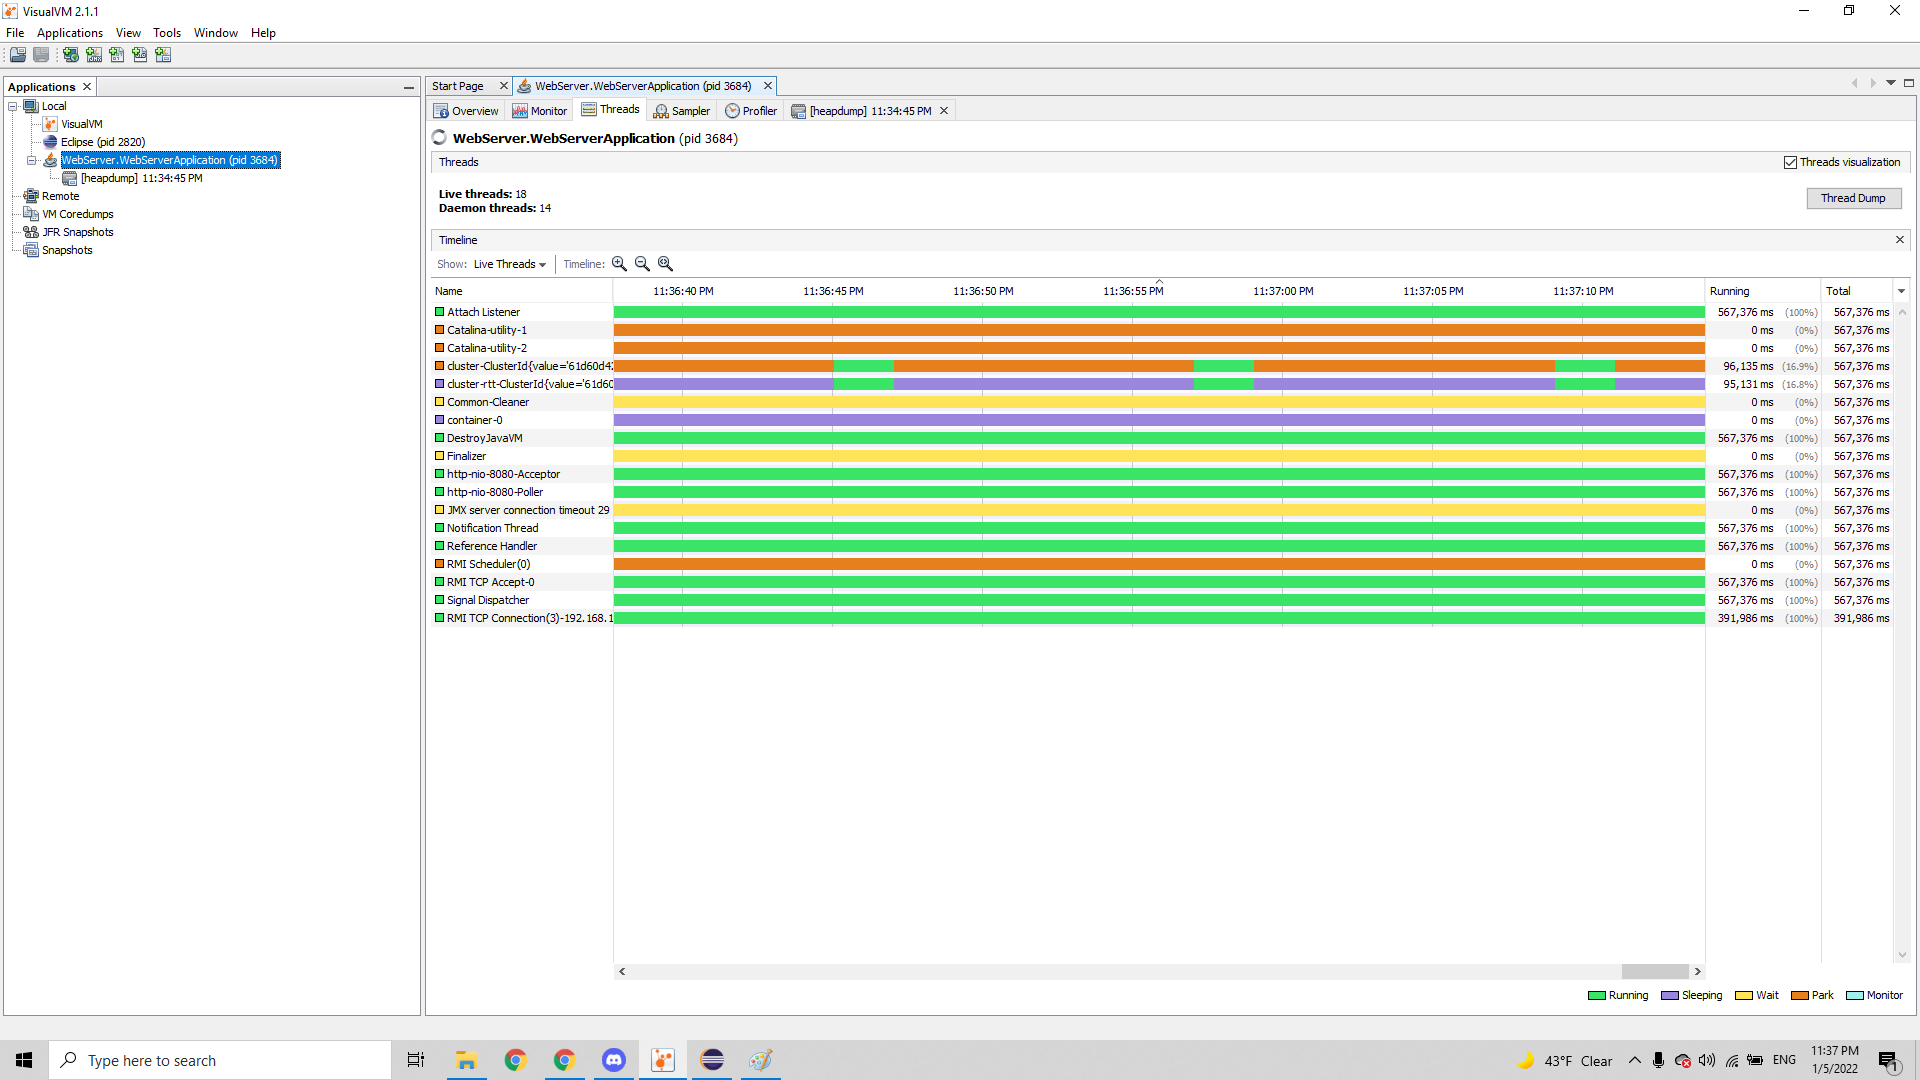 VisualVM 2.1.1
File Applications View Tools Window Help
Applications
Local
VisualVM
Eclipse (pid 2820)
WebServer.WebServerApplication (pid 3684)
[heapdump] 11:34:45 PM
Remote
VM Coredumps
JFR Snapshots
Snapshots
Start Page WebServer.WebServerApplication (pid 3684)
Overview Monitor Threads Sampler Profiler [heapdump] 11:34:45 PM
WebServer.WebServerApplication (pid 3684)
Threads Threads visualization
Live threads: 18
Daemon threads: 14
Thread Dump
Timeline
Show: Live Threads Timeline:
Name 11:36:40 PM 11:36:45 PM 11:36:50 PM 11:36:55 PM 11:37:00 PM 11:37:05 PM 11:37:10 PM Running Total
Attach Listener 567,376 ms (100%) 567,376 ms
Catalina-utility-1 0 ms (0%) 567,376 ms
Catalina-utility-2 0 ms (0%) 567,376 ms
cluster-ClusterId{value='61d60d42 96,135 ms (16.9%) 567,376 ms
cluster-rtt-ClusterId{value='61d60 95,131 ms (16.8%) 567,376 ms
Common-Cleaner 0 ms (0%) 567,376 ms
container-0 0 ms (0%) 567,376 ms
DestroyJavaVM 567,376 ms (100%) 567,376 ms
Finalizer 0 ms (0%) 567,376 ms
http-nio-8080-Acceptor 567,376 ms (100%) 567,376 ms
http-nio-8080-Poller 567,376 ms (100%) 567,376 ms
JMX server connection timeout 29 0 ms (0%) 567,376 ms
Notification Thread 567,376 ms (100%) 567,376 ms
Reference Handler 567,376 ms (100%) 567,376 ms
RMI Scheduler(0) 0 ms (0%) 567,376 ms
RMI TCP Accept-0 567,376 ms (100%) 567,376 ms
Signal Dispatcher 567,376 ms (100%) 567,376 ms
RMI TCP Connection(3)-192.168.1 391,986 ms (100%) 391,986 ms
Running Sleeping Wait Park Monitor
Type here to search
43°F Clear
ENG
11:37 PM
1/5/2022
1